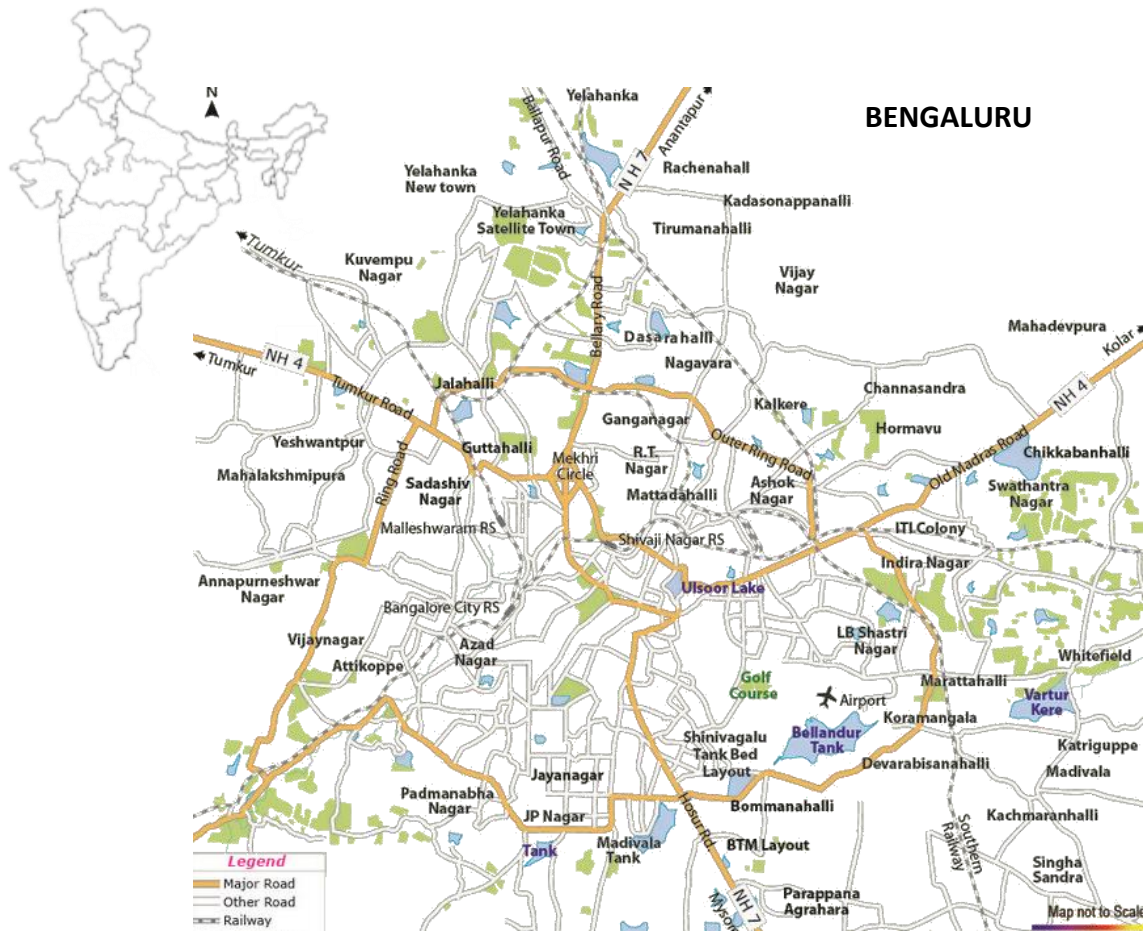 N
BENGALURU
Yelahanka
Ballapur Road
Anantapur
NH 7
Rachenahall
Yelahanka
New town
Kadasonappanalli
Yelahanka
Satellite Town
Tirumanahalli
Tumkur
Kuvempu
Nagar
Vijay
Nagar
Bellary Road
Mahadevpura
Dasarahalli
Kolar
Tumkur
NH 4
Nagavara
Jalahalli
Channasandra
NH 4
Tumkur Road
Kalkere
Ganganagar
Hormavu
Outer Ring Road
Yeshwantpur
Guttahalli
Mekhri
Circle
R.T.
Nagar
Old Madras Road
Chikkabanhalli
Mahalakshmipura
Ring Road
Sadashiv
Nagar
Mattadahalli
Ashok
Nagar
Swathantra
Nagar
Malleshwaram RS
Shivaji Nagar RS
ITI Colony
Indira Nagar
Annapurneshwar
Nagar
Ulsoor Lake
Bangalore City RS
Vijaynagar
Azad
Nagar
LB Shastri
Nagar
Attikoppe
Whitefield
Golf
Course
Marattahalli
Airport
Vartur
Kere
Koramangala
Shinivagalu
Tank Bed
Layout
Bellandur
Tank
Katriguppe
Devarabisanahalli
Jayanagar
Madivala
Padmanabha
Nagar
Bommanahalli
Kachmaranhalli
JP Nagar
Hosur Rd
Madivala
Tank
Tank
BTM Layout
Southern
Railway
Singha
Sandra
Parappana
Agrahara
NH 7
Mysor
Legend
Major Road
Other Road
Railway
Map not to Scale